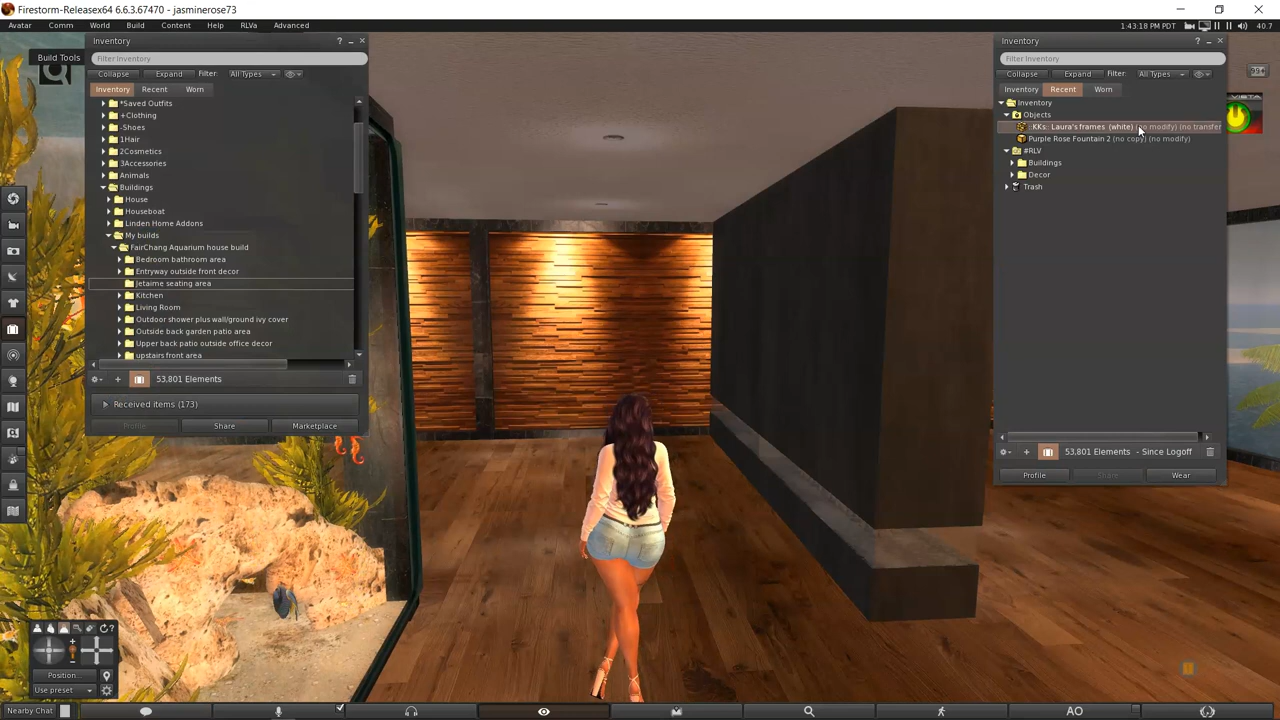 Firestorm-Releasex64 6.6.3.67470 - jasminerose73
Avatar Comm World Build Content Help RLVa Advanced
1:43:18 PM PDT
40.7
Build Tools
Inventory
?
Filter Inventory
Collapse Expand Filter: All Types
Inventory Recent Worn
*Saved Outfits
+Clothing
-Shoes
1Hair
2Cosmetics
3Accessories
Animals
Buildings
House
Houseboat
Linden Home Addons
My builds
FairChang Aquarium house build
Bedroom bathroom area
Entryway outside front decor
Jetaime seating area
Kitchen
Living Room
Outdoor shower plus wall/ground ivy cover
Outside back garden patio area
Upper back patio outside office decor
upstairs front area
53,801 Elements
Received items (173)
Profile Share Marketplace
Inventory
?
Filter Inventory
Collapse Expand Filter: All Types
Inventory Recent Worn
Inventory
Objects
::KKs:: Laura's frames (white) (no modify) (no transfer
Purple Rose Fountain 2 (no copy) (no modify)
#RLV
Buildings
Decor
Trash
53,801 Elements - Since Logoff
Profile Share Wear
99+
VISTA
Position...
Use preset
Nearby Chat
AO